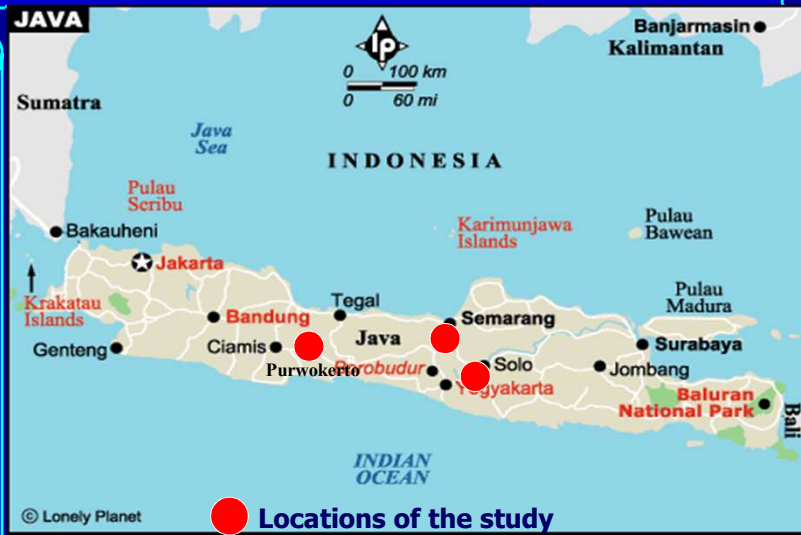 JAVA
lp
0 100 km
0 60 mi
Banjarmasin
Kalimantan
Sumatra
Java
Sea
INDONESIA
Pulau
Seribu
Karimunjawa
Islands
Pulau
Bawean
Bakauheni
Jakarta
Krakatau
Islands
Pulau
Madura
Tegal
Bandung
Semarang
Java
Surabaya
Genteng
Ciamis
Purwokerto
Borobudur
Solo
Jombang
Yogyakarta
Baluran
National Park
Bali
INDIAN
OCEAN
© Lonely Planet
Locations of the study